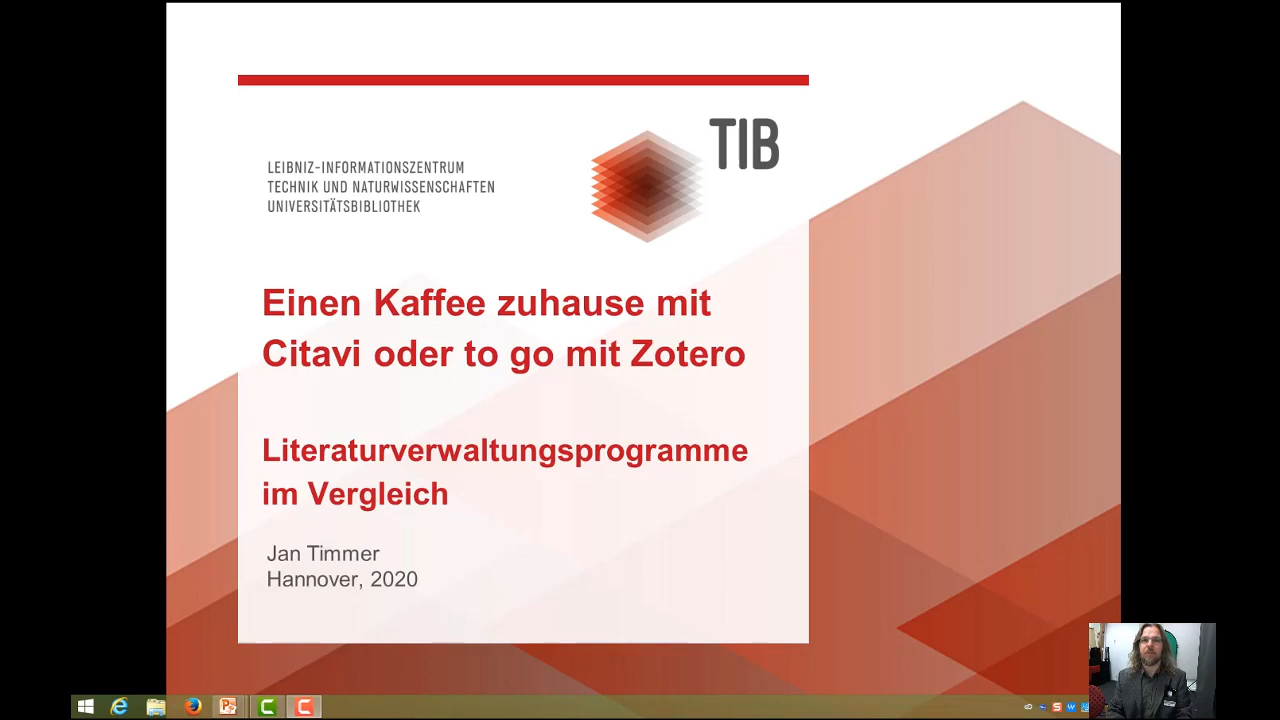 TIB
LEIBNIZ-INFORMATIONSZENTRUM
TECHNIK UND NATURWISSENSCHAFTEN
UNIVERSITÄTSBIBLIOTHEK
Einen Kaffee zuhause mit
Citavi oder to go mit Zotero
Literaturverwaltungsprogramme
im Vergleich
Jan Timmer
Hannover, 2020